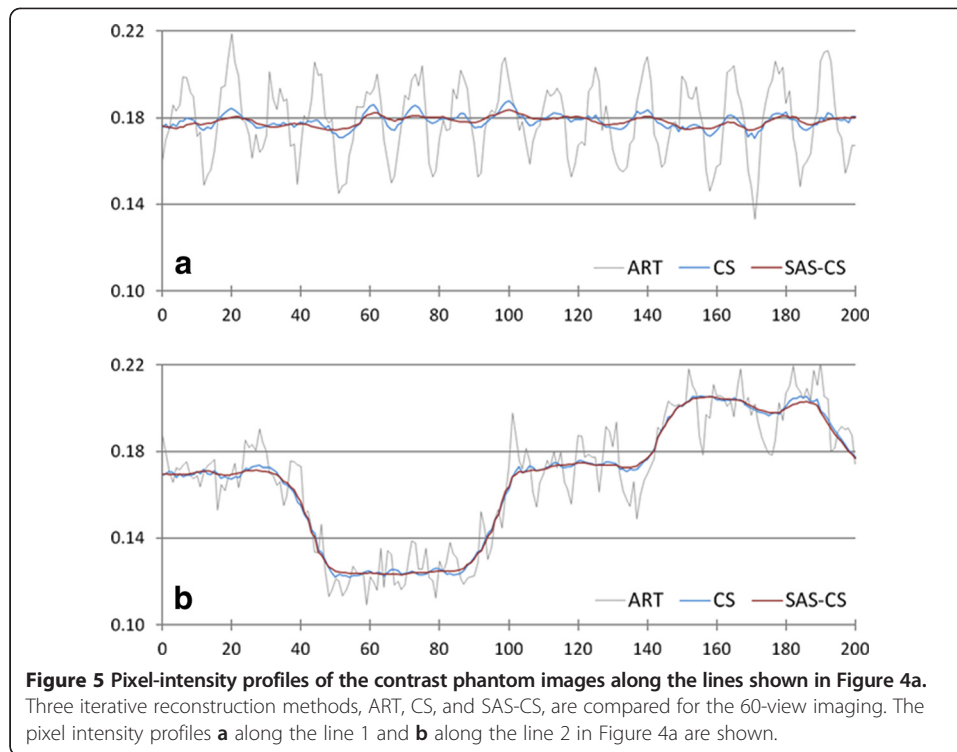 0.22
0.18
0.14
0.10
a
ART CS SAS-CS
0 20 40 60 80 100 120 140 160 180 200
0.22
0.18
0.14
0.10
b
ART CS SAS-CS
0 20 40 60 80 100 120 140 160 180 200
Figure 5 Pixel-intensity profiles of the contrast phantom images along the lines shown in Figure 4a.
Three iterative reconstruction methods, ART, CS, and SAS-CS, are compared for the 60-view imaging. The
pixel intensity profiles a along the line 1 and b along the line 2 in Figure 4a are shown.